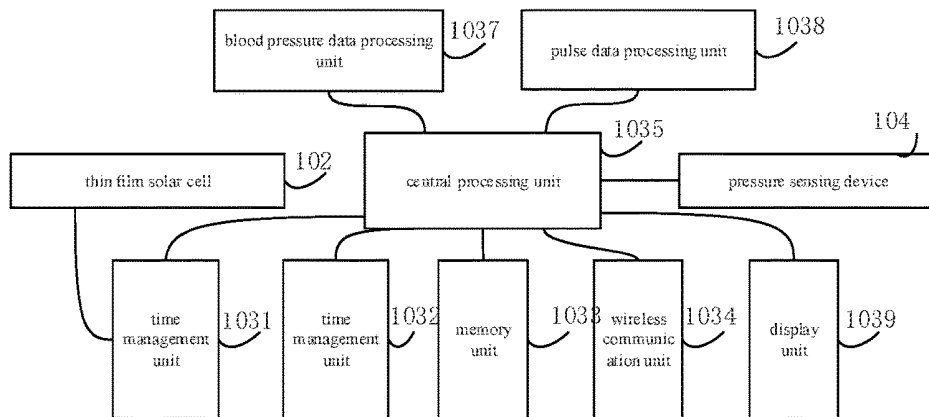 blood pressure data processing
unit
1037
pulse data processing unit
1038
1035
104
thin film solar cell
102
central processing unit
pressure sensing device
time
management
unit
1031
time
management
unit
1032
memory
unit
1033
wireless
communic
ation unit
1034
display
unit
1039